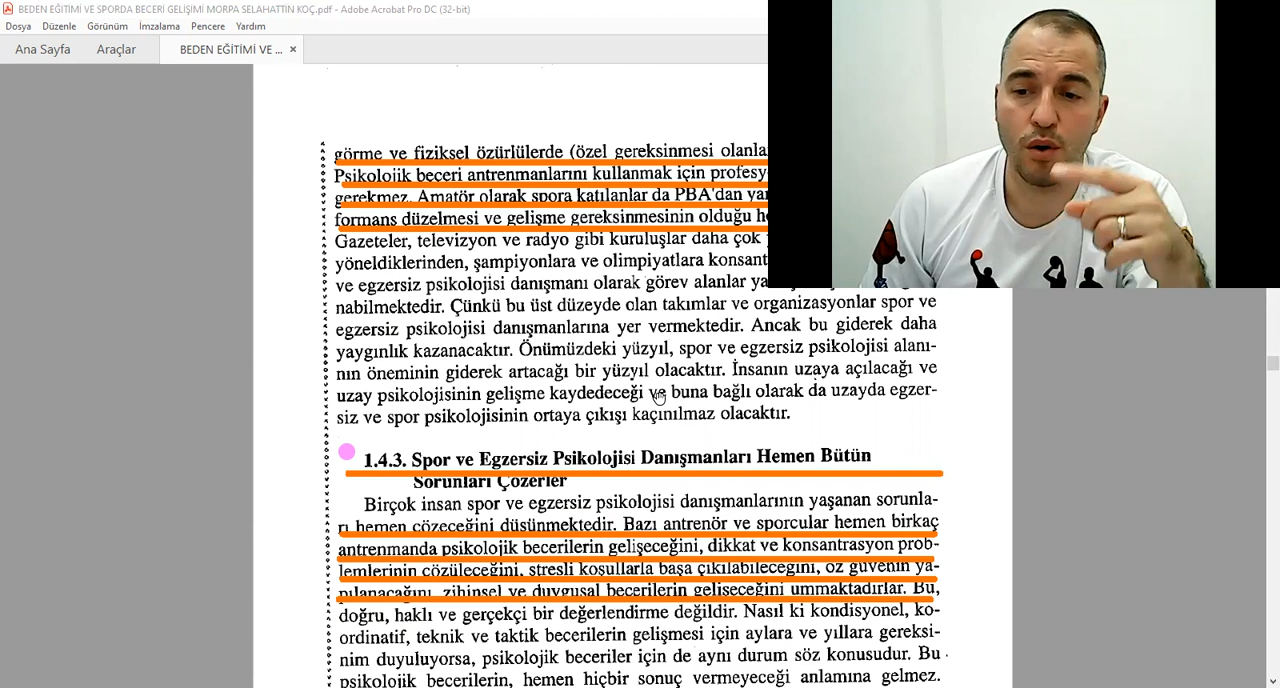 BEDEN EĞİTİMİ VE SPORDA BECERİ GELİŞİMİ MORPA SELAHATTİN KOÇ.pdf - Adobe Acrobat Pro DC (32-bit)
Dosya Düzenle Görünüm İmzalama Pencere Yardım
Ana Sayfa Araçlar BEDEN EĞİTİMİ VE ... ×
görme ve fiziksel özürlülerde (özel gereksinmesi olanla
Psikolojik beceri antrenmanlarını kullanmak için profesy
gerekmez. Amatör olarak spora katılanlar da PBA'dan yar
formans düzelmesi ve gelişme gereksinmesinin olduğu h
Gazeteler, televizyon ve radyo gibi kuruluşlar daha çok
yöneldiklerinden, şampiyonlara ve olimpiyatlara konsant
ve egzersiz psikolojisi danışmanı olarak görev alanlar
nabilmektedir. Çünkü bu üst düzeyde olan takımlar ve organizasyonlar spor ve
egzersiz psikolojisi danışmanlarına yer vermektedir. Ancak bu giderek daha
yaygınlık kazanacaktır. Önümüzdeki yüzyıl, spor ve egzersiz psikolojisi alanı-
nın öneminin giderek artacağı bir yüzyıl olacaktır. İnsanın uzaya açılacağı ve
uzay psikolojisinin gelişme kaydedeceği ve buna bağlı olarak da uzayda egzer-
siz ve spor psikolojisinin ortaya çıkışı kaçınılmaz olacaktır.
1.4.3. Spor ve Egzersiz Psikolojisi Danışmanları Hemen Bütün
Sorunları Çözerler
Birçok insan spor ve egzersiz psikolojisi danışmanlarının yaşanan sorunla-
rı hemen çözeceğini düşünmektedir. Bazı antrenör ve sporcular hemen birkaç
antrenmanda psikolojik becerilerin gelişeceğini, dikkat ve konsantrasyon prob-
lemlerinin çözüleceğini, stresli koşullarla başa çıkılabileceğini, öz güvenin ya-
pılanacağını, zihinsel ve duygusal becerilerin gelişeceğini ummaktadırlar. Bu,
doğru, haklı ve gerçekçi bir değerlendirme değildir. Nasıl ki kondisyonel, ko-
ordinatif, teknik ve taktik becerilerin gelişmesi için aylara ve yıllara gereksi-
nim duyuluyorsa, psikolojik beceriler için de aynı durum söz konusudur. Bu
psikolojik becerilerin, hemen hiçbir sonuç vermeyeceği anlamına gelmez.